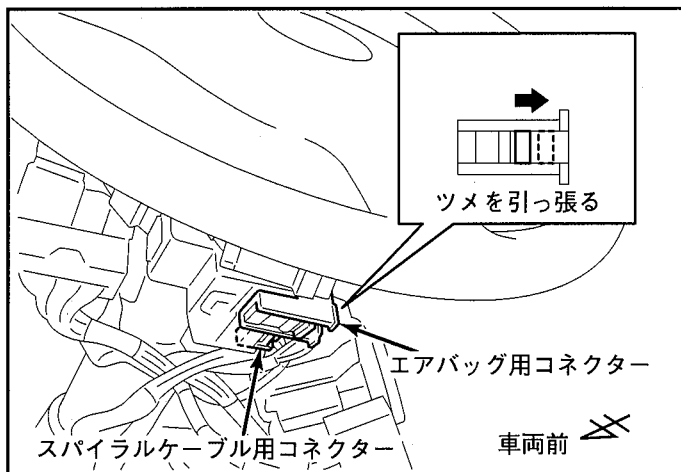 ツメを引っ張る
エアバッグ用コネクター
スパイラルケーブル用コネクター
車両前